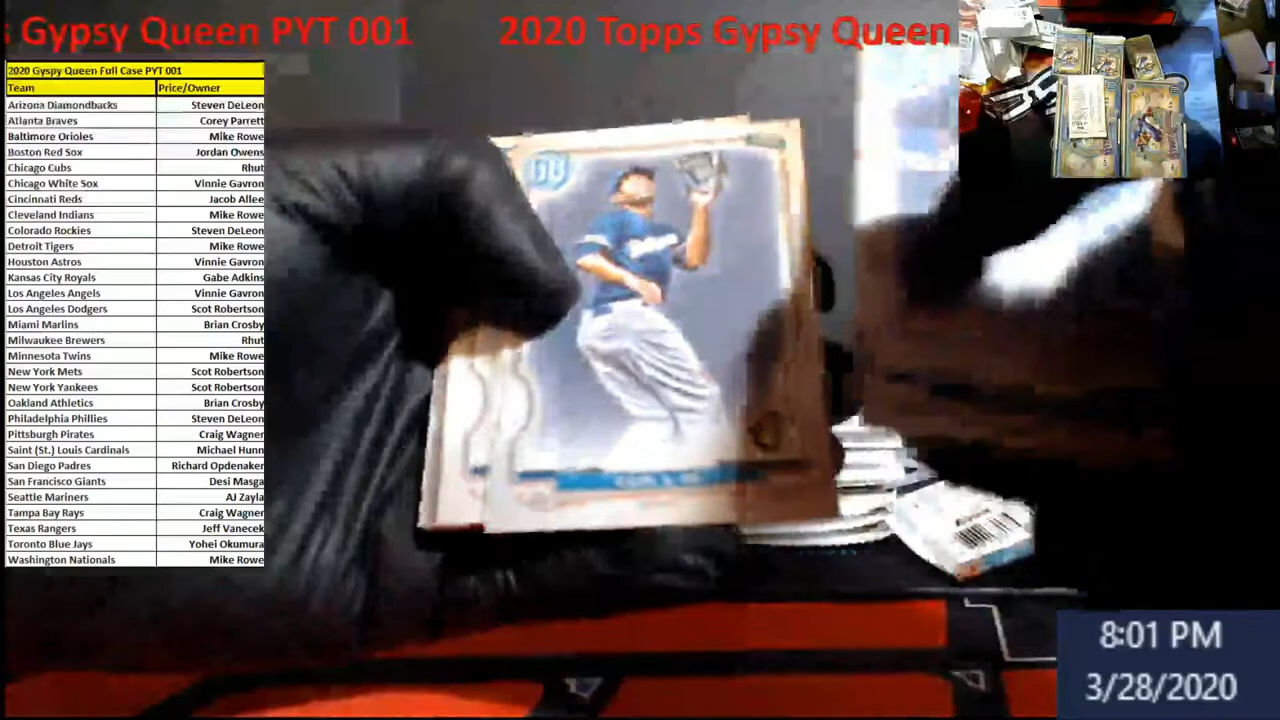 s Gypsy Queen PYT 001 2020 Topps Gypsy Queen
2020 Gyspy Queen Full Case PYT 001
Team Price/Owner
Arizona Diamondbacks Steven DeLeon
Atlanta Braves Corey Parrett
Baltimore Orioles Mike Rowe
Boston Red Sox Jordan Owens
Chicago Cubs Rhut
Chicago White Sox Vinnie Gavron
Cincinnati Reds Jacob Allee
Cleveland Indians Mike Rowe
Colorado Rockies Steven DeLeon
Detroit Tigers Mike Rowe
Houston Astros Vinnie Gavron
Kansas City Royals Gabe Adkins
Los Angeles Angels Vinnie Gavron
Los Angeles Dodgers Scot Robertson
Miami Marlins Brian Crosby
Milwaukee Brewers Rhut
Minnesota Twins Mike Rowe
New York Mets Scot Robertson
New York Yankees Scot Robertson
Oakland Athletics Brian Crosby
Philadelphia Phillies Steven DeLeon
Pittsburgh Pirates Craig Wagner
Saint (St.) Louis Cardinals Michael Hunn
San Diego Padres Richard Opdenaker
San Francisco Giants Desi Masga
Seattle Mariners AJ Zayla
Tampa Bay Rays Craig Wagner
Texas Rangers Jeff Vanecek
Toronto Blue Jays Yohei Okumura
Washington Nationals Mike Rowe
8:01 PM
3/28/2020